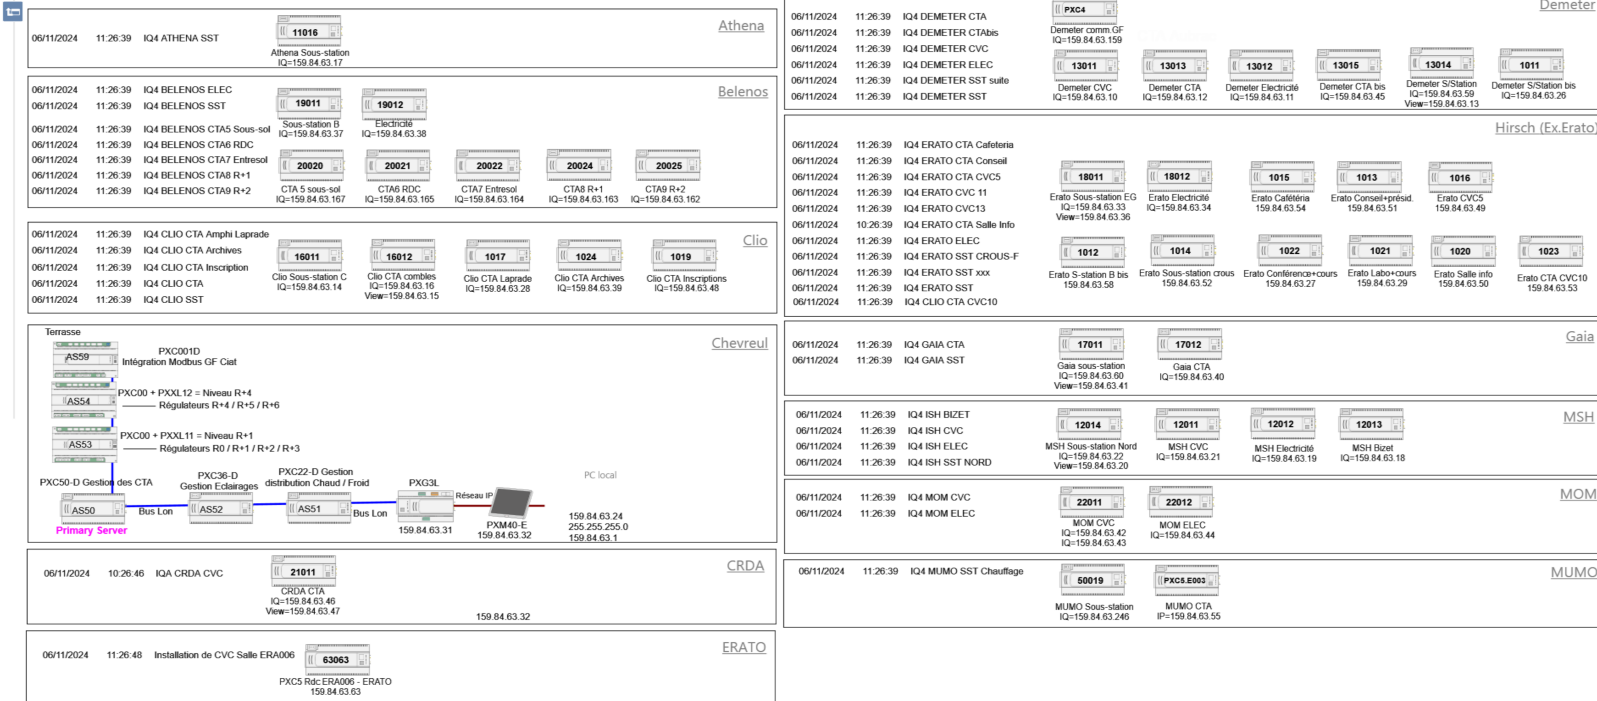 Athena
06/11/2024 11:26:39 IQ4 ATHENA SST
11016
Athena Sous-station
IQ=159.84.63.17
Belenos
06/11/2024 11:26:39 IQ4 BELENOS ELEC
06/11/2024 11:26:39 IQ4 BELENOS SST
06/11/2024 11:26:39 IQ4 BELENOS CTA5 Sous-sol
06/11/2024 11:26:39 IQ4 BELENOS CTA6 RDC
06/11/2024 11:26:39 IQ4 BELENOS CTA7 Entresol
06/11/2024 11:26:39 IQ4 BELENOS CTA8 R+1
06/11/2024 11:26:39 IQ4 BELENOS CTA9 R+2
19011
Sous-station B
IQ=159.84.63.37
19012
Electricité
IQ=159.84.63.38
20020
CTA 5 sous-sol
IQ=159.84.63.167
20021
CTA6 RDC
IQ=159.84.63.165
20022
CTA7 Entresol
IQ=159.84.63.164
20024
CTA8 R+1
IQ=159.84.63.163
20025
CTA9 R+2
IQ=159.84.63.162
Clio
06/11/2024 11:26:39 IQ4 CLIO CTA Amphi Laprade
06/11/2024 11:26:39 IQ4 CLIO CTA Archives
06/11/2024 11:26:39 IQ4 CLIO CTA Inscription
06/11/2024 11:26:39 IQ4 CLIO CTA
06/11/2024 11:26:39 IQ4 CLIO SST
16011
Clio Sous-station C
IQ=159.84.63.14
16012
Clio CTA combles
IQ=159.84.63.16
View=159.84.63.15
1017
Clio CTA Laprade
IQ=159.84.63.28
1024
Clio CTA Archives
IQ=159.84.63.39
1019
Clio CTA Inscriptions
IQ=159.84.63.48
Chevreul
Terrasse
AS59
PXC001D
Intégration Modbus GF Ciat
AS54
PXC00 + PXXL12 = Niveau R+4
Régulateurs R+4 / R+5 / R+6
AS53
PXC00 + PXXL11 = Niveau R+1
Régulateurs R0 / R+1 / R+2 / R+3
PXC50-D Gestion des CTA
AS50
Primary Server
Bus Lon
PXC36-D
Gestion Eclairages
AS52
PXC22-D Gestion
distribution Chaud / Froid
AS51
Bus Lon
PXG3L
159.84.63.31
Réseau IP
PXM40-E
159.84.63.32
PC local
159.84.63.24
255.255.255.0
159.84.63.1
CRDA
06/11/2024 10:26:46 IQA CRDA CVC
21011
CRDA CTA
IQ=159.84.63.46
View=159.84.63.47
159.84.63.32
ERATO
06/11/2024 11:26:48 Installation de CVC Salle ERA006
63063
PXC5 Rdc ERA006 - ERATO
159.84.63.63
Demeter
06/11/2024 11:26:39 IQ4 DEMETER CTA
06/11/2024 11:26:39 IQ4 DEMETER CTAbis
06/11/2024 11:26:39 IQ4 DEMETER CVC
06/11/2024 11:26:39 IQ4 DEMETER ELEC
06/11/2024 11:26:39 IQ4 DEMETER SST suite
06/11/2024 11:26:39 IQ4 DEMETER SST
PXC4
Demeter comm.GF
IQ=159.84.63.159
13011
Demeter CVC
IQ=159.84.63.10
13013
Demeter CTA
IQ=159.84.63.12
13012
Demeter Electricité
IQ=159.84.63.11
13015
Demeter CTA bis
IQ=159.84.63.45
13014
Demeter S/Station
IQ=159.84.63.59
View=159.84.63.13
1011
Demeter S/Station bis
IQ=159.84.63.26
Hirsch (Ex.Erato)
06/11/2024 11:26:39 IQ4 ERATO CTA Cafeteria
06/11/2024 11:26:39 IQ4 ERATO CTA Conseil
06/11/2024 11:26:39 IQ4 ERATO CTA CVC5
06/11/2024 11:26:39 IQ4 ERATO CVC 11
06/11/2024 11:26:39 IQ4 ERATO CVC13
06/11/2024 10:26:39 IQ4 ERATO CTA Salle Info
06/11/2024 11:26:39 IQ4 ERATO ELEC
06/11/2024 11:26:39 IQ4 ERATO SST CROUS-F
06/11/2024 11:26:39 IQ4 ERATO SST xxx
06/11/2024 11:26:39 IQ4 ERATO SST
06/11/2024 11:26:39 IQ4 CLIO CTA CVC10
18011
Erato Sous-station EG
IQ=159.84.63.33
View=159.84.63.36
18012
Erato Electricité
IQ=159.84.63.34
1015
Erato Cafétéria
159.84.63.54
1013
Erato Conseil+présid.
159.84.63.51
1016
Erato CVC5
159.84.63.49
1012
Erato S-station B bis
159.84.63.58
1014
Erato Sous-station crous
159.84.63.52
1022
Erato Conférence+cours
159.84.63.27
1021
Erato Labo+cours
159.84.63.29
1020
Erato Salle info
159.84.63.50
1023
Erato CTA CVC10
159.84.63.53
Gaia
06/11/2024 11:26:39 IQ4 GAIA CTA
06/11/2024 11:26:39 IQ4 GAIA SST
17011
Gaia sous-station
IQ=159.84.63.60
View=159.84.63.41
17012
Gaia CTA
IQ=159.84.63.40
MSH
06/11/2024 11:26:39 IQ4 ISH BIZET
06/11/2024 11:26:39 IQ4 ISH CVC
06/11/2024 11:26:39 IQ4 ISH ELEC
06/11/2024 11:26:39 IQ4 ISH SST NORD
12014
MSH Sous-station Nord
IQ=159.84.63.22
View=159.84.63.20
12011
MSH CVC
IQ=159.84.63.21
12012
MSH Electricité
IQ=159.84.63.19
12013
MSH Bizet
IQ=159.84.63.18
MOM
06/11/2024 11:26:39 IQ4 MOM CVC
06/11/2024 11:26:39 IQ4 MOM ELEC
22011
MOM CVC
IQ=159.84.63.42
IQ=159.84.63.43
22012
MOM ELEC
IQ=159.84.63.44
MUMO
06/11/2024 11:26:39 IQ4 MUMO SST Chauffage
50019
MUMO Sous-station
IQ=159.84.63.246
PXC5.E003
MUMO CTA
IP=159.84.63.55